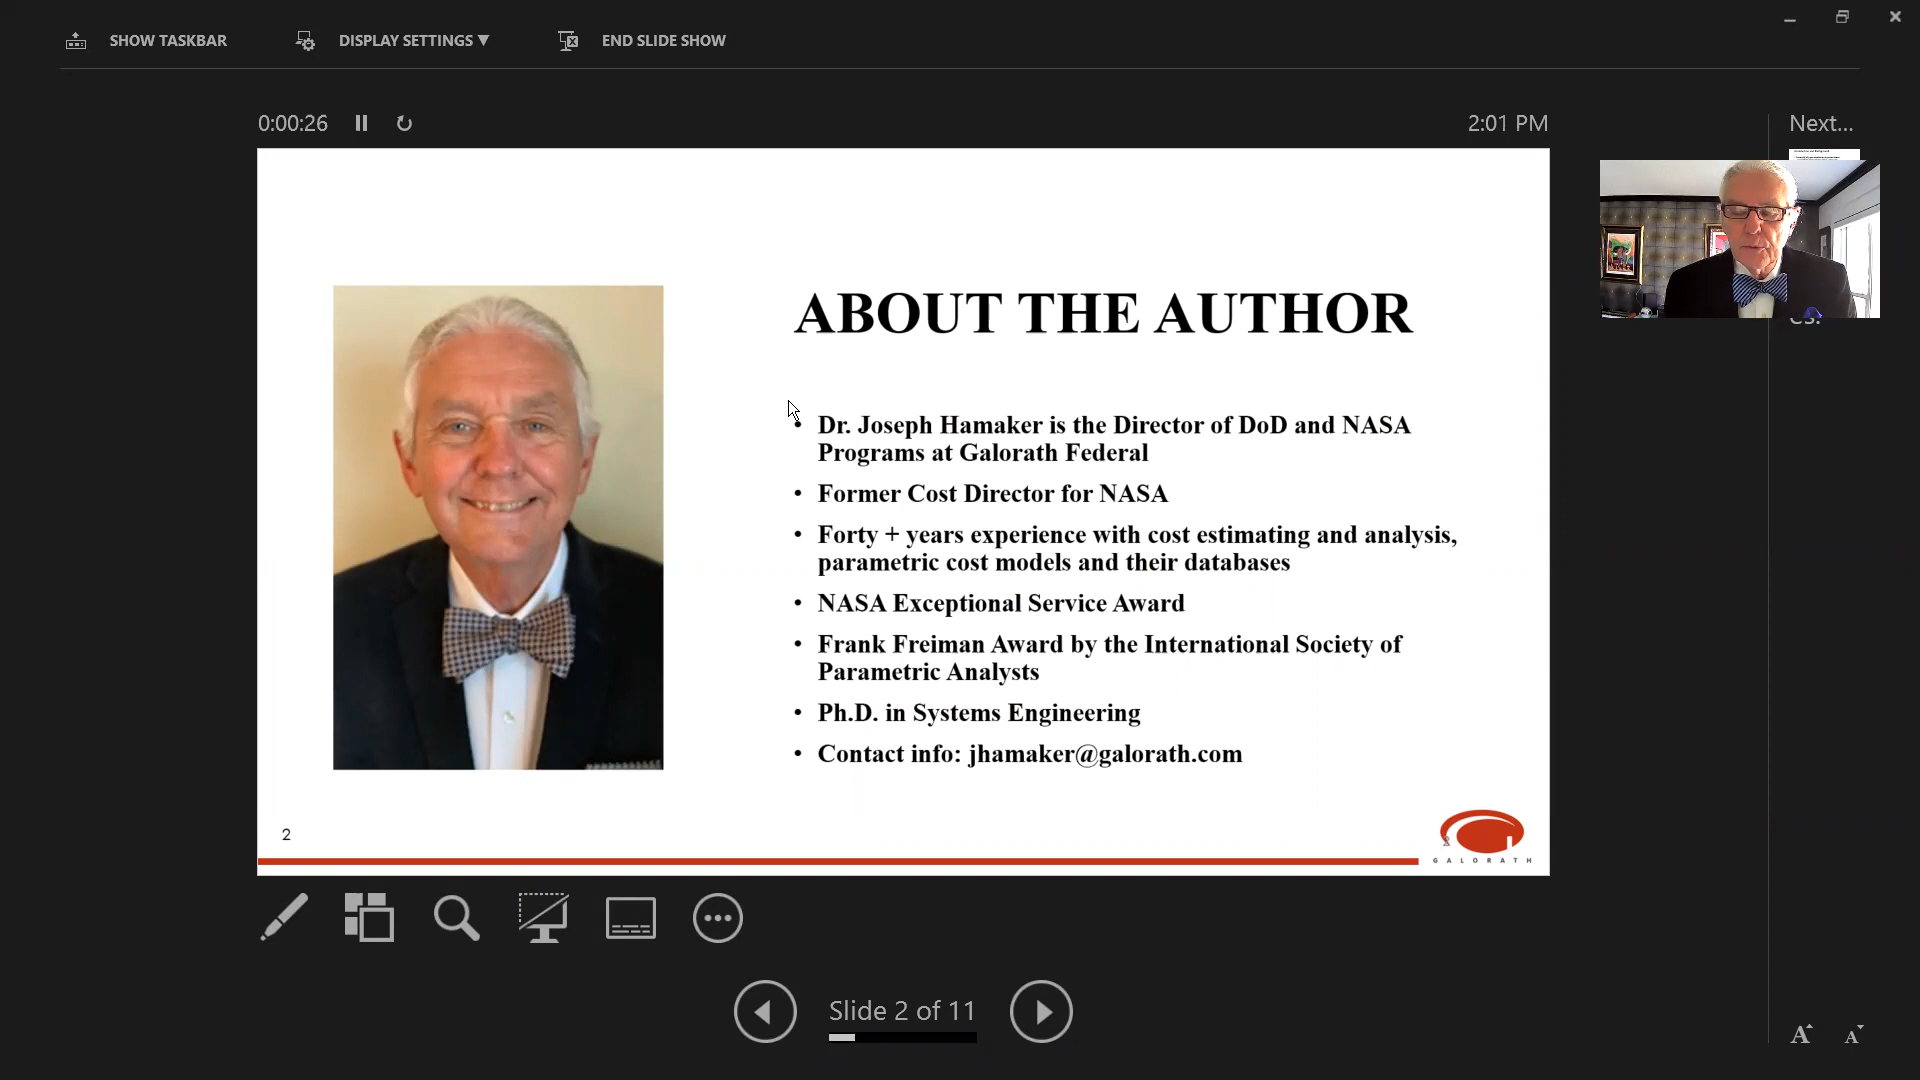 SHOW TASKBAR
DISPLAY SETTINGS ▼
END SLIDE SHOW
0:00:26
2:01 PM
Next...
ABOUT THE AUTHOR
• Dr. Joseph Hamaker is the Director of DoD and NASA
Programs at Galorath Federal
• Former Cost Director for NASA
• Forty + years experience with cost estimating and analysis,
parametric cost models and their databases
• NASA Exceptional Service Award
• Frank Freiman Award by the International Society of
Parametric Analysts
• Ph.D. in Systems Engineering
• Contact info: jhamaker@galorath.com
2
GALORATH
Slide 2 of 11
A A